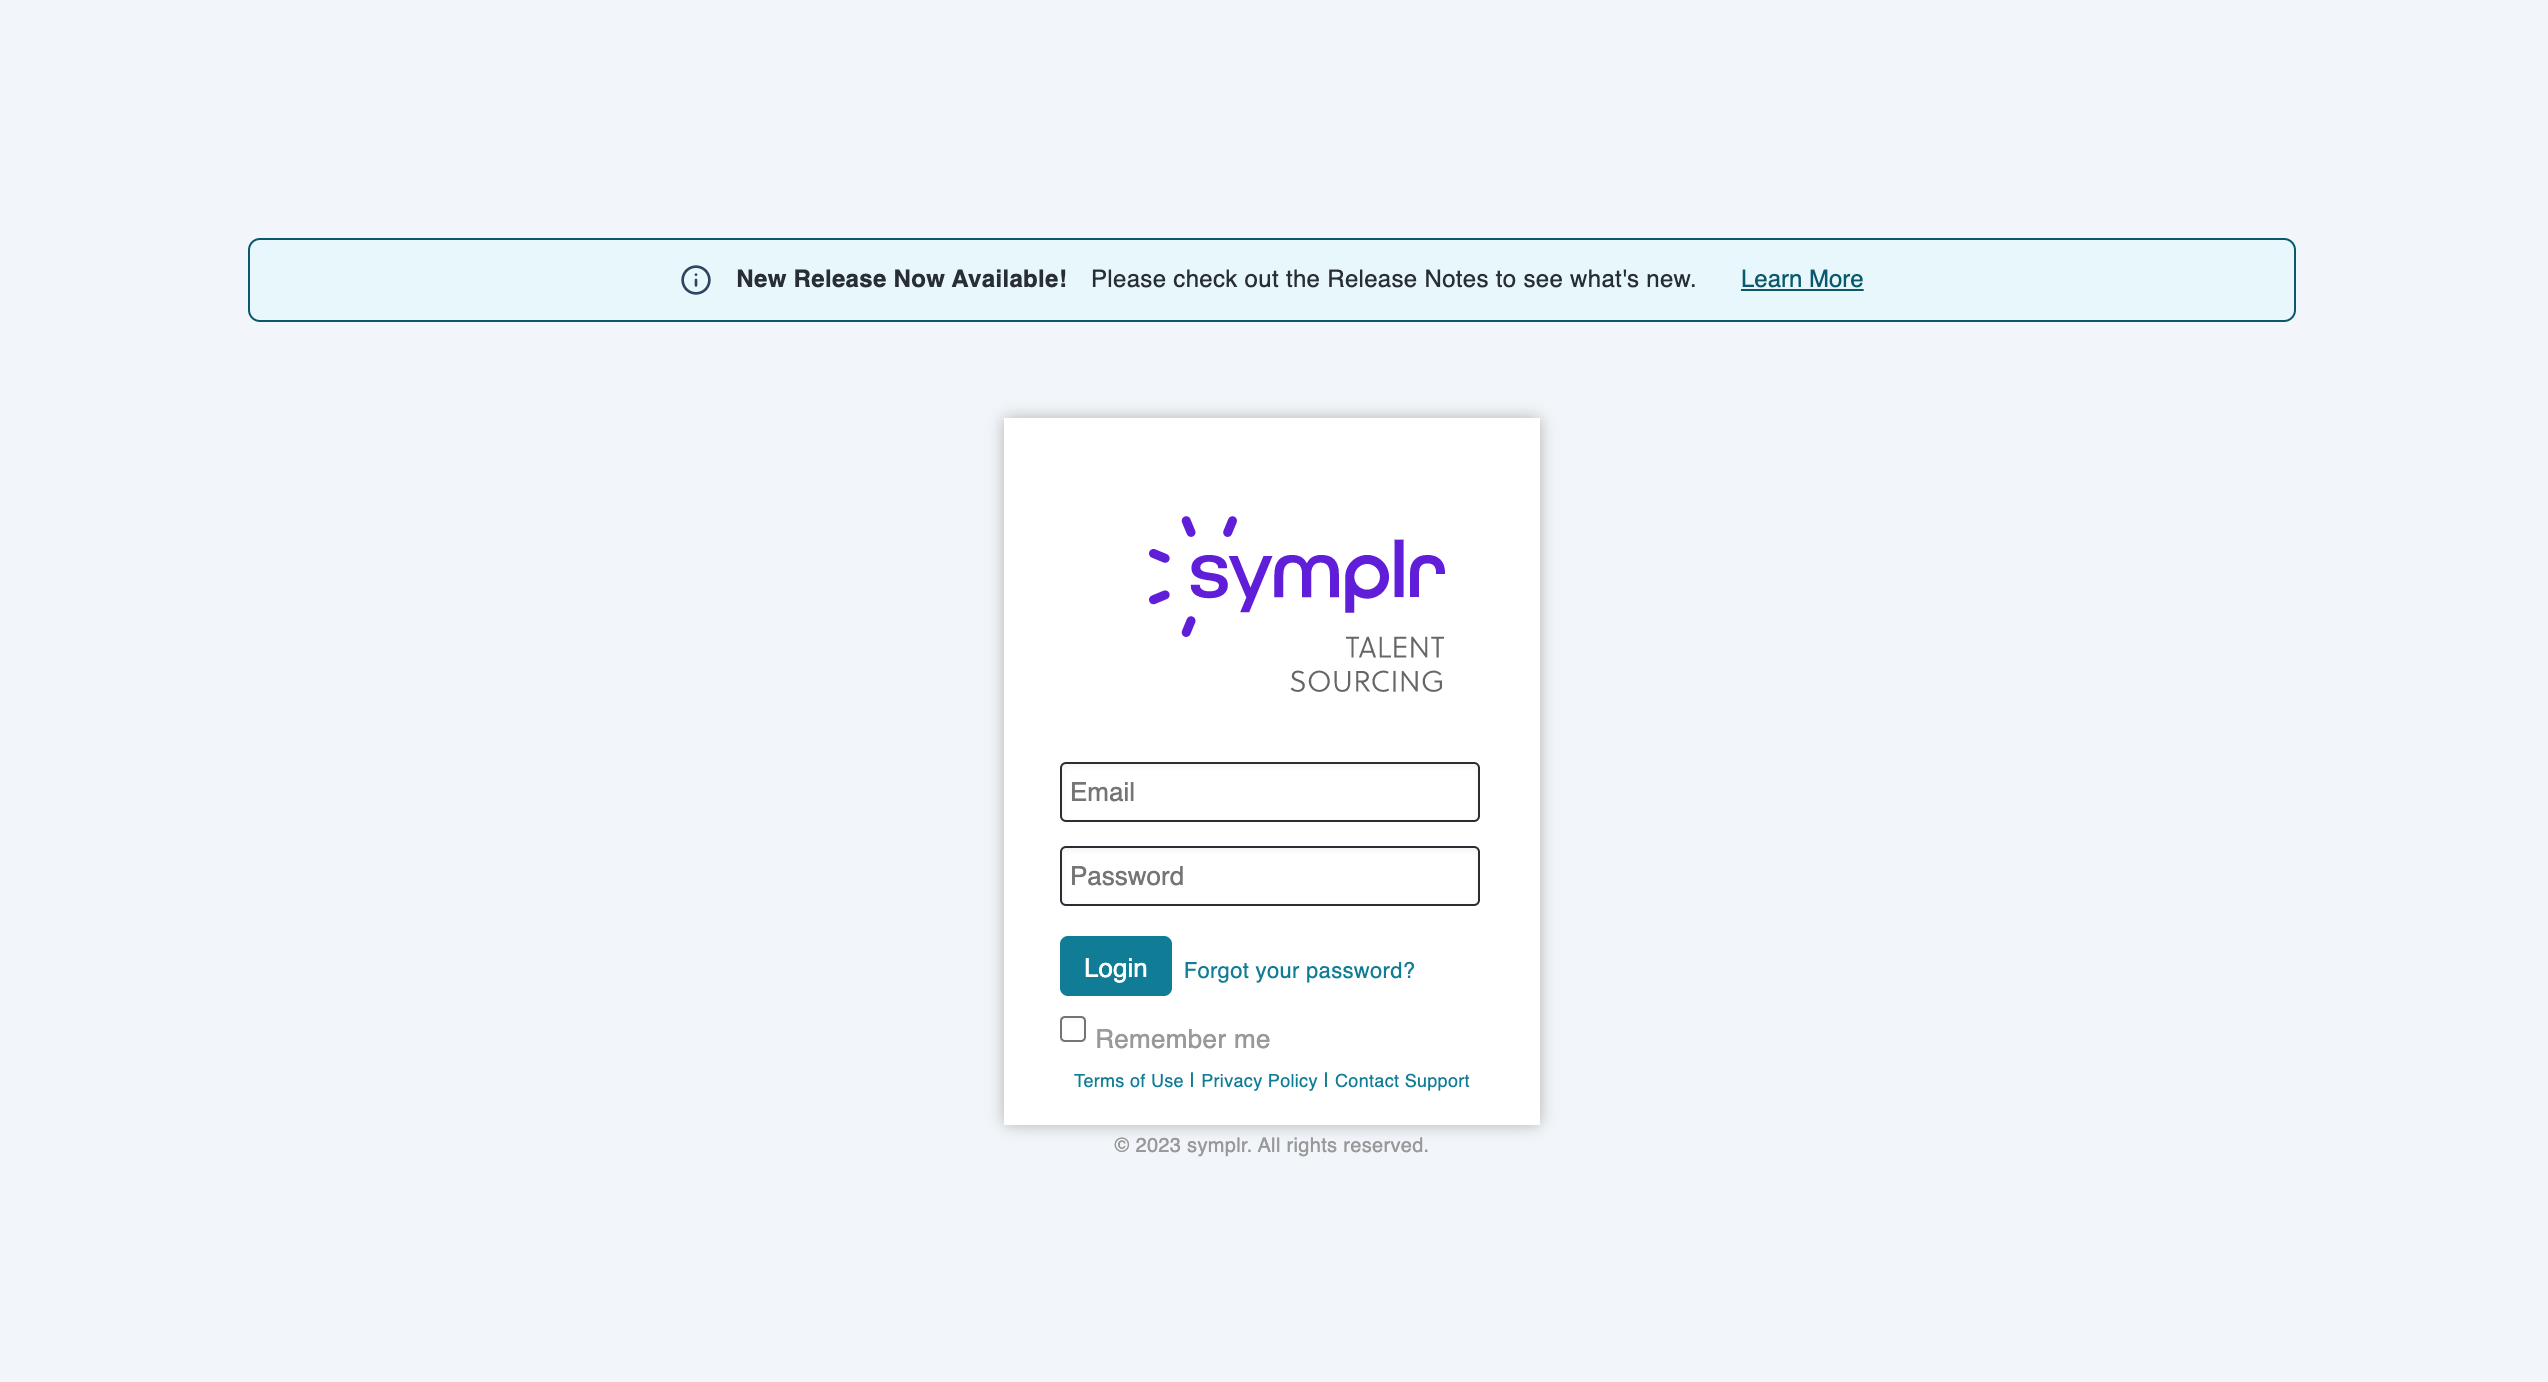 New Release Now Available! Please check out the Release Notes to see what's new. Learn More
symplr
TALENT
SOURCING
Email
Password
Login Forgot your password?
Remember me
Terms of Use | Privacy Policy | Contact Support
© 2023 symplr. All rights reserved.